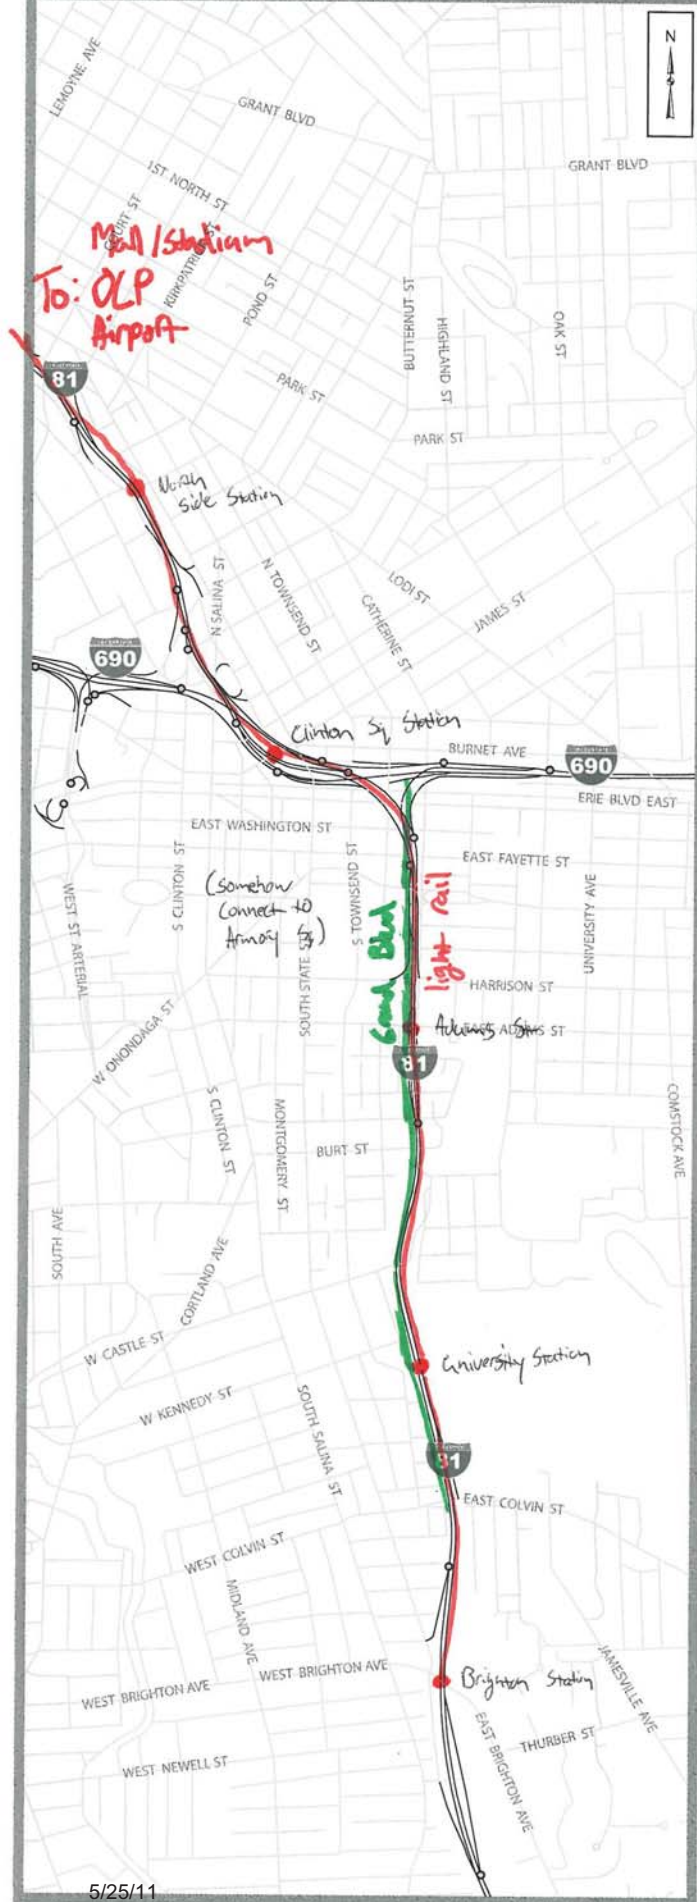 N
LEMOYNE AVE
GRANT BLVD
GRANT BLVD
1ST NORTH ST
COURT ST
KIRKPATRICK ST
POND ST
Mall/Stadium
To: OLP
Airport
BUTTERNUT ST
HIGHLAND ST
OAK ST
81
PARK ST
PARK ST
North
Side Station
N SALINA ST
N TOWNSEND ST
LODI ST
CATHERINE ST
JAMES ST
690
Clinton Sq Station
BURNET AVE
690
ERIE BLVD EAST
EAST WASHINGTON ST
EAST FAYETTE ST
S CLINTON ST
S TOWNSEND ST
UNIVERSITY AVE
WEST ST ARTERIAL
(somehow
connect to
Armory Sq)
SOUTH STATE ST
Grand Blvd
light rail
HARRISON ST
Adams Sta
ADAMS ST
81
W ONONDAGA ST
S CLINTON ST
MONTGOMERY ST
BURT ST
COMSTOCK AVE
SOUTH AVE
CORTLAND AVE
W CASTLE ST
University Station
W KENNEDY ST
SOUTH SALINA ST
81
EAST COLVIN ST
WEST COLVIN ST
MIDLAND AVE
WEST BRIGHTON AVE
WEST BRIGHTON AVE
Brighton Station
JAMESVILLE AVE
EAST BRIGHTON AVE
THURBER ST
WEST NEWELL ST
5/25/11